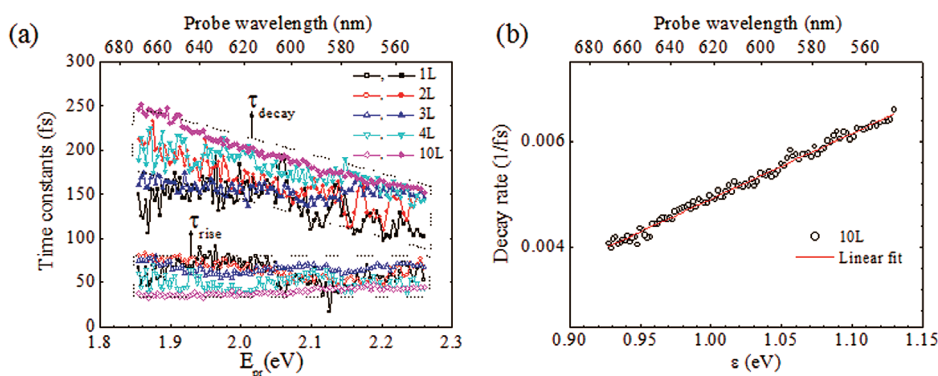 (a)
Probe wavelength (nm)
680 660 640 620 600 580 560
Time constants (fs)
300
250
200
150
100
50
0
τ decay
τ rise
, 1L
, 2L
, 3L
, 4L
, 10L
1.8 1.9 2.0 2.1 2.2 2.3
E pr (eV)
(b)
Probe wavelength (nm)
680 660 640 620 600 580 560
Decay rate (1/fs)
0.006
0.004
10L
Linear fit
0.90 0.95 1.00 1.05 1.10 1.15
ε (eV)